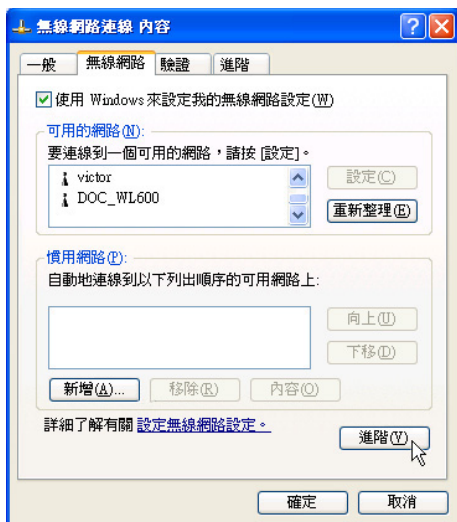 無線網路連線 內容
一般 無線網路 驗證 進階
使用 Windows 來設定我的無線網路設定(W)
可用的網路(N):
要連線到一個可用的網路，請按 [設定]。
victor
DOC_WL600
設定(C)
重新整理(E)
慣用網路(P):
自動地連線到以下列出順序的可用網路上:
向上(U)
下移(D)
新增(A)... 移除(R) 內容(O)
詳細了解有關 設定無線網路設定。
進階(V)
確定 取消